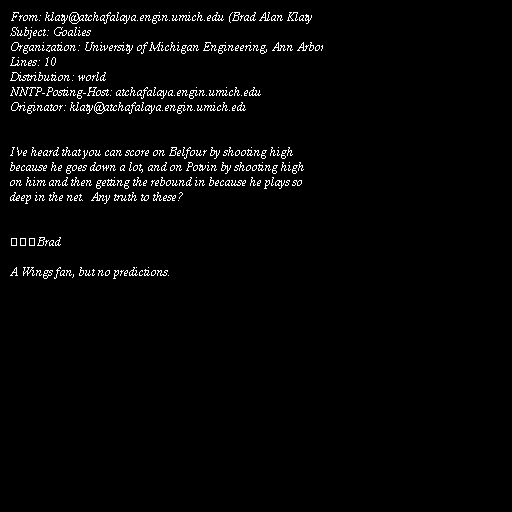 From: klaty@atchafalaya.engin.umich.edu (Brad Alan Klaty
Subject: Goalies
Organization: University of Michigan Engineering, Ann Arbor
Lines: 10
Distribution: world
NNTP-Posting-Host: atchafalaya.engin.umich.edu
Originator: klaty@atchafalaya.engin.umich.edu
I've heard that you can score on Belfour by shooting high
because he goes down a lot, and on Potvin by shooting high
on him and then getting the rebound in because he plays so
deep in the net.  Any truth to these?
Brad
A Wings fan, but no predictions.